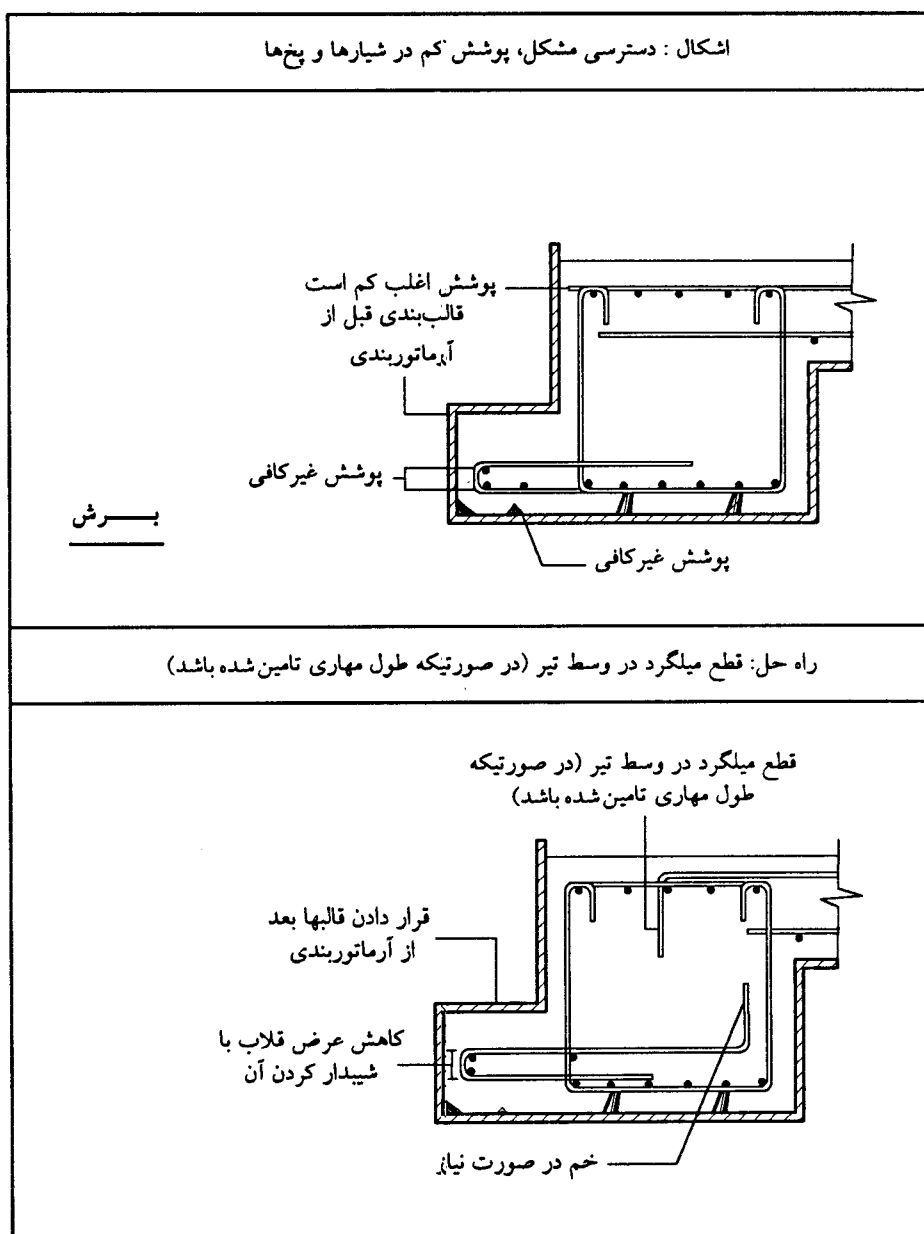 اشکال : دسترسی مشکل، پوشش کم در شیارها و پخ‌ها
پوشش اغلب کم است
قالب‌بندی قبل از
آرماتوربندی
پوشش غیرکافی
بـــرش
پوشش غیرکافی
راه حل: قطع میلگرد در وسط تیر (در صورتیکه طول مهاری تامین شده باشد)
قطع میلگرد در وسط تیر (در صورتیکه
طول مهاری تامین شده باشد)
قرار دادن قالبها بعد
از آرماتوربندی
کاهش عرض قلاب با
شیبدار کردن آن
خم در صورت نیاز